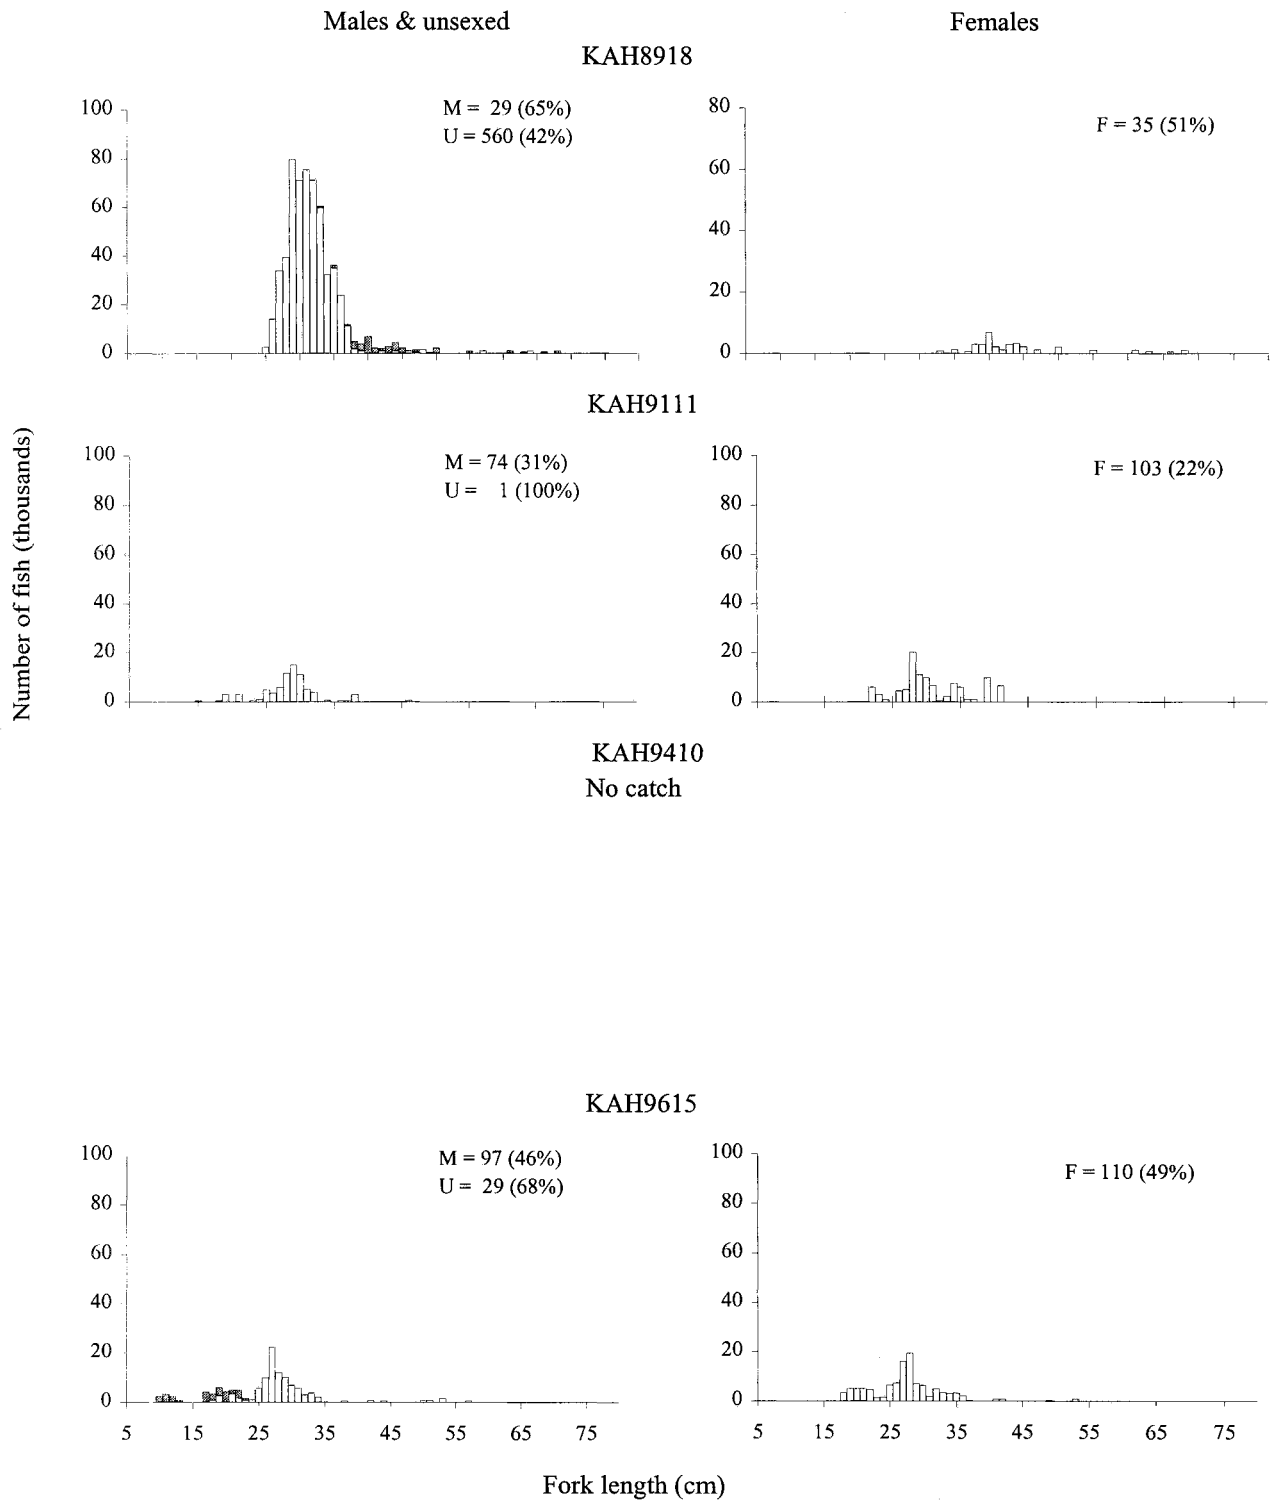 Males & unsexed
Females
KAH8918
100
80
60
40
20
0
M = 29 (65%)
U = 560 (42%)
80
60
40
20
0
F = 35 (51%)
KAH9111
Number of fish (thousands)
100
80
60
40
20
0
M = 74 (31%)
U = 1 (100%)
100
80
60
40
20
0
F = 103 (22%)
KAH9410
No catch
KAH9615
100
80
60
40
20
0
M = 97 (46%)
U = 29 (68%)
5 15 25 35 45 55 65 75
100
80
60
40
20
0
F = 110 (49%)
5 15 25 35 45 55 65 75
Fork length (cm)